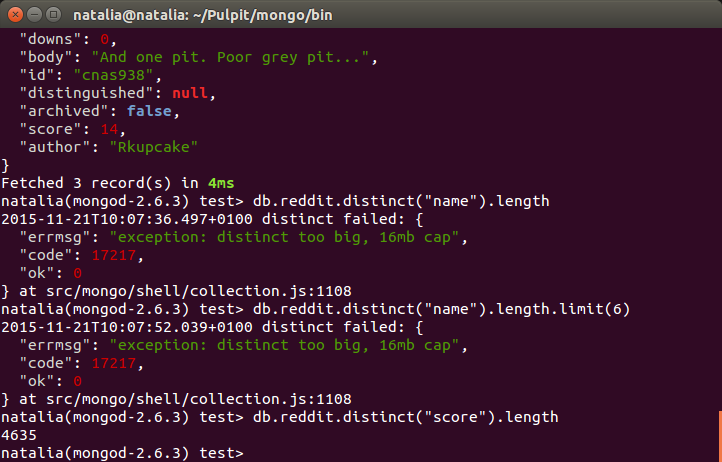 natalia@natalia: ~/Pulpit/mongo/bin
"downs": 0,
"body": "And one pit. Poor grey pit...",
"id": "cnas938",
"distinguished": null,
"archived": false,
"score": 14,
"author": "Rkupcake"
}
Fetched 3 record(s) in 4ms
natalia(mongod-2.6.3) test> db.reddit.distinct("name").length
2015-11-21T10:07:36.497+0100 distinct failed: {
"errmsg": "exception: distinct too big, 16mb cap",
"code": 17217,
"ok": 0
} at src/mongo/shell/collection.js:1108
natalia(mongod-2.6.3) test> db.reddit.distinct("name").length.limit(6)
2015-11-21T10:07:52.039+0100 distinct failed: {
"errmsg": "exception: distinct too big, 16mb cap",
"code": 17217,
"ok": 0
} at src/mongo/shell/collection.js:1108
natalia(mongod-2.6.3) test> db.reddit.distinct("score").length
4635
natalia(mongod-2.6.3) test>